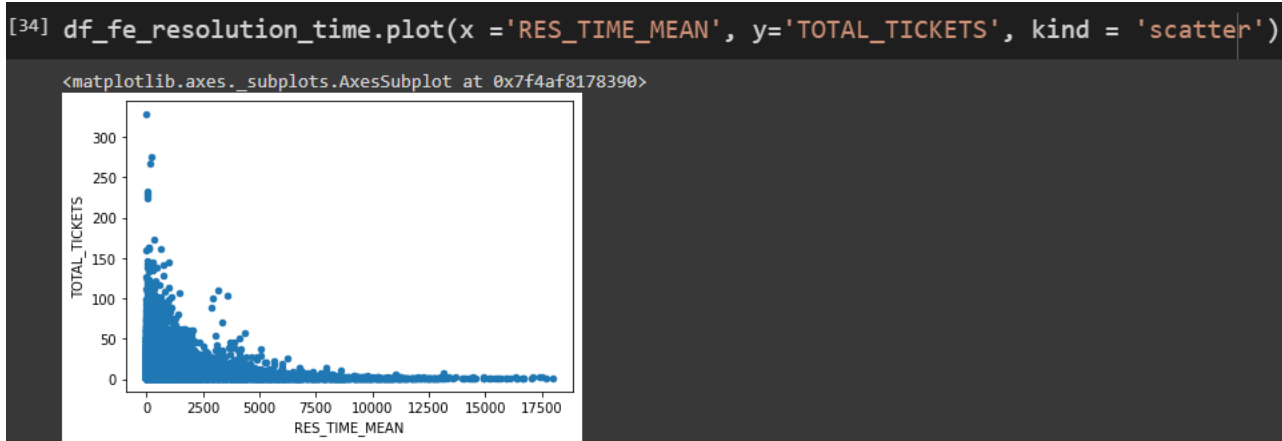 [34] df_fe_resolution_time.plot(x ='RES_TIME_MEAN', y='TOTAL_TICKETS', kind = 'scatter')
<matplotlib.axes._subplots.AxesSubplot at 0x7f4af8178390>
300
250
200
150
100
50
0
TOTAL_TICKETS
0 2500 5000 7500 10000 12500 15000 17500
RES_TIME_MEAN